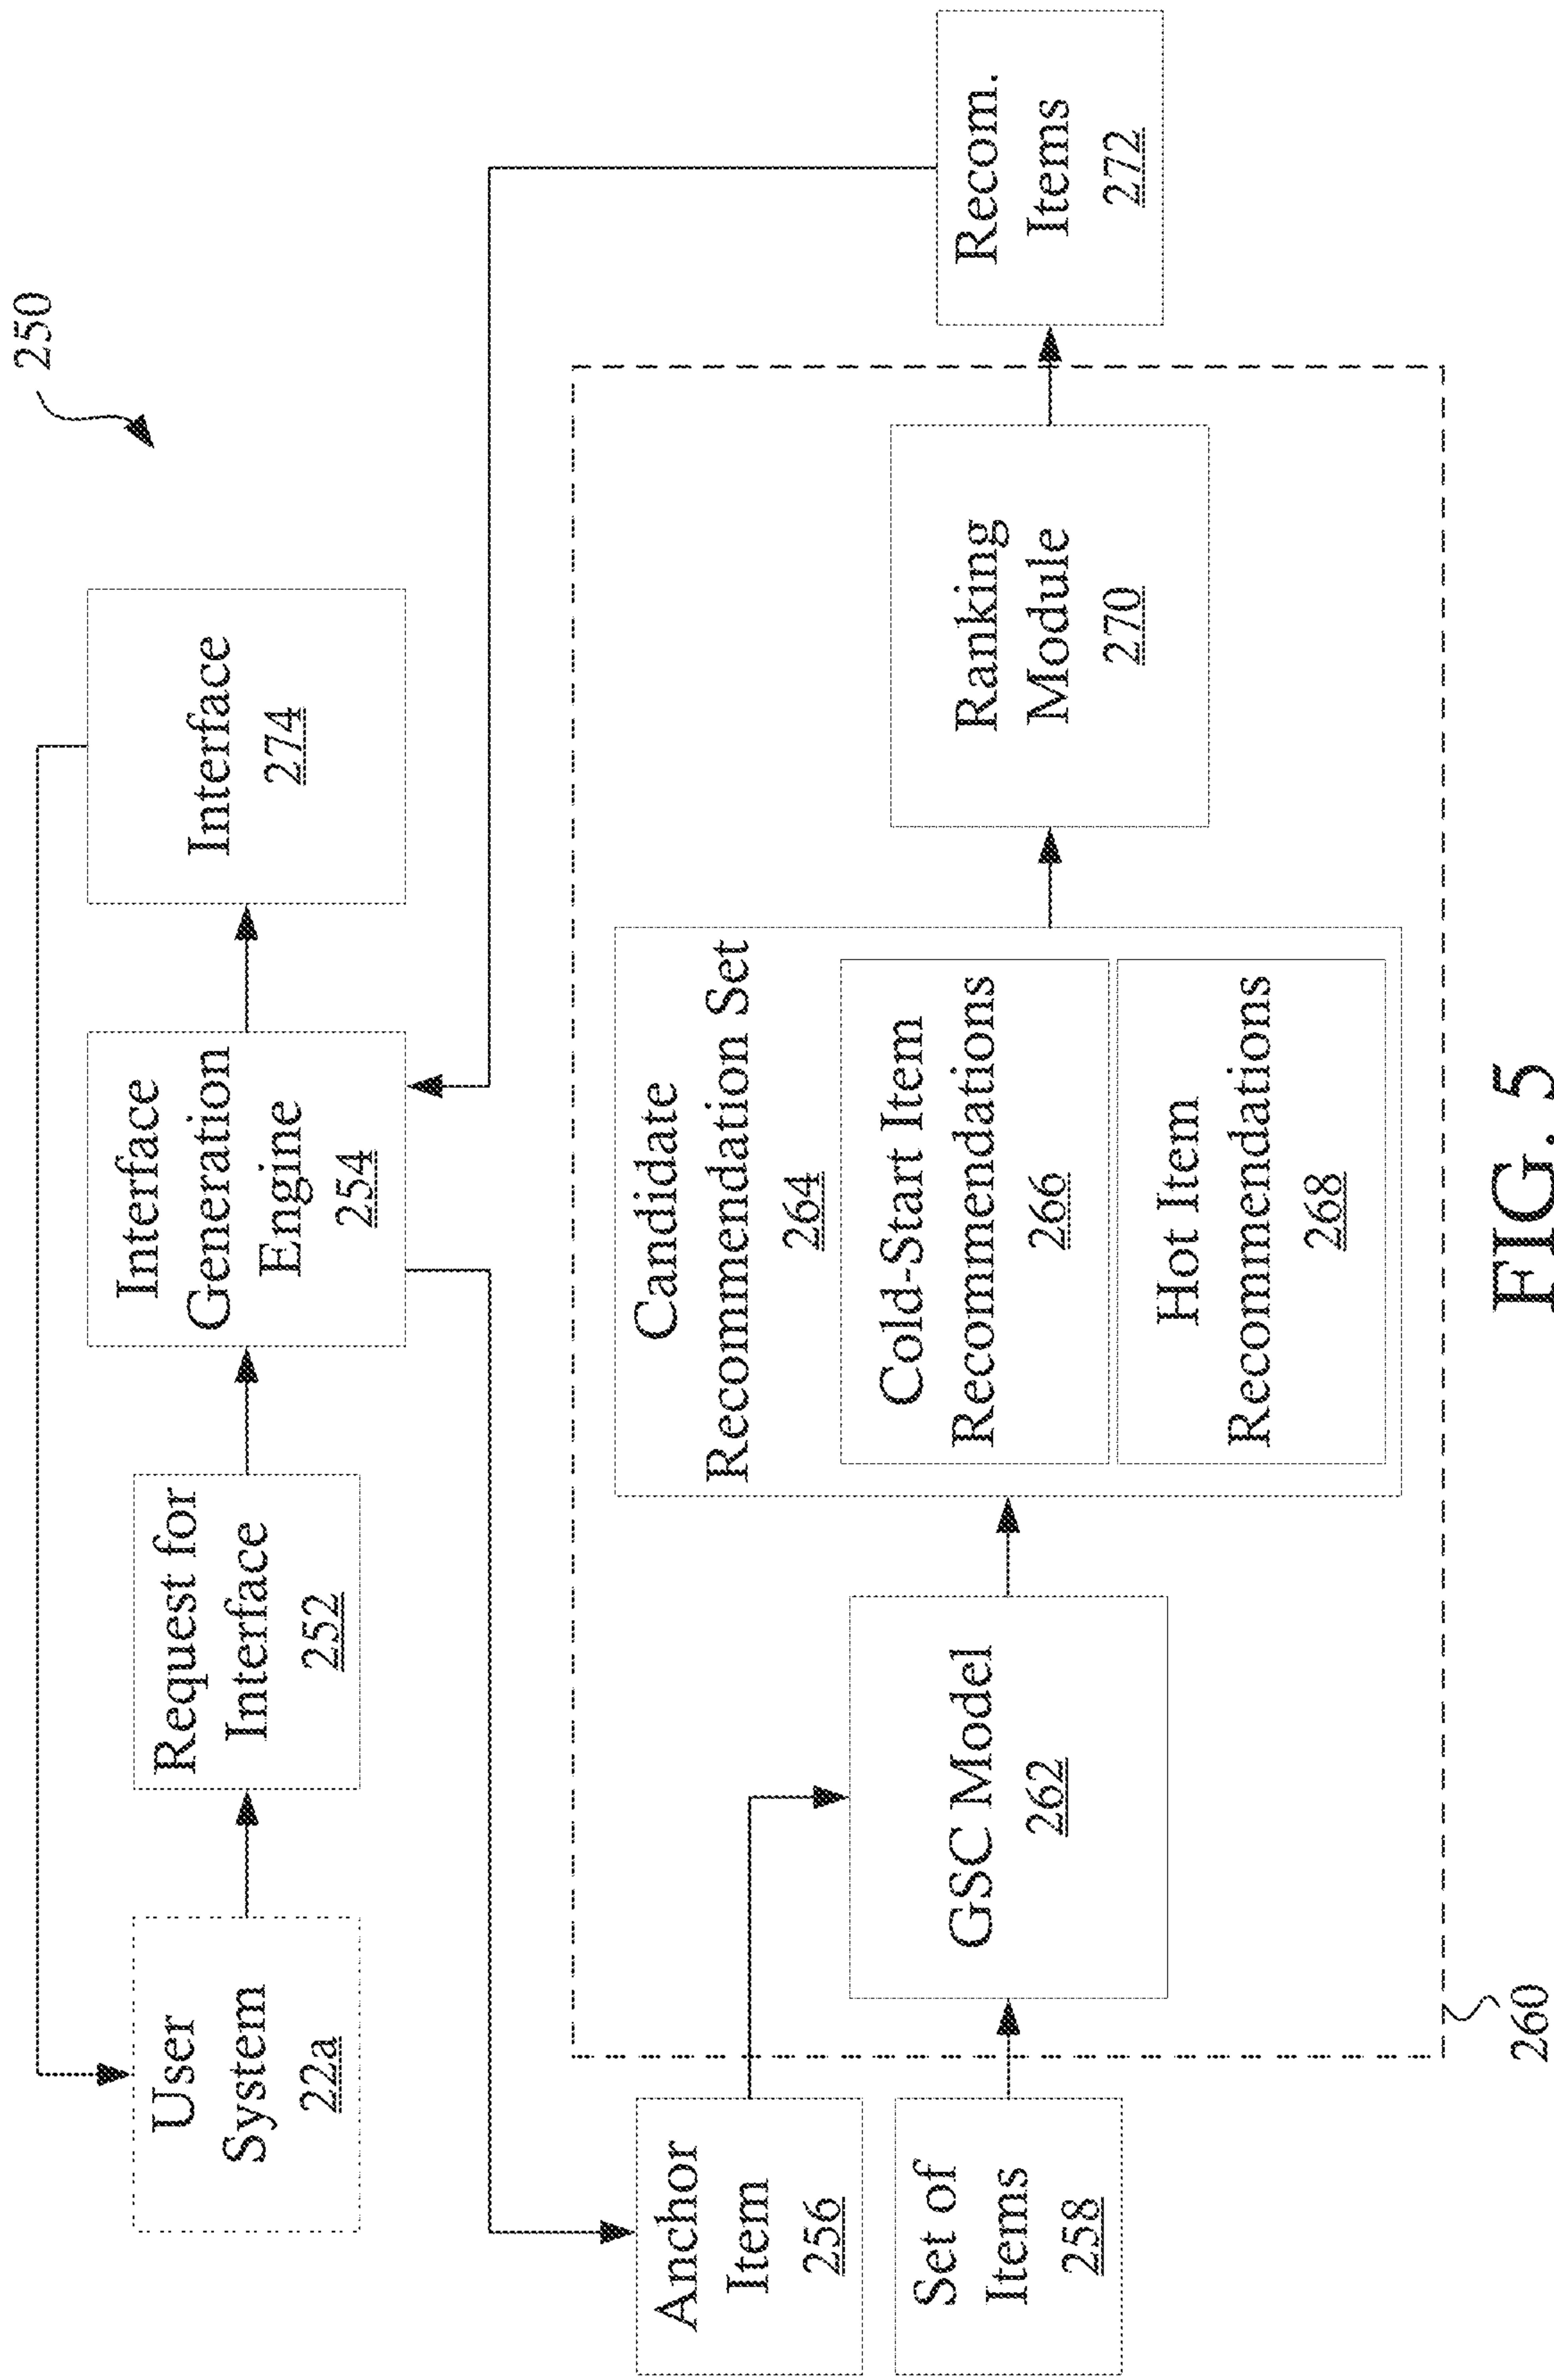 250
User
System
22a
Request for
Interface
252
Interface
Generation
Engine
254
Interface
274
Anchor
Item
256
Set of
Items
258
GSC Model
262
Candidate
Recommendation Set
264
Cold-Start Item
Recommendations
266
Hot Item
Recommendations
268
Ranking
Module
270
Recom.
Items
272
260
FIG. 5